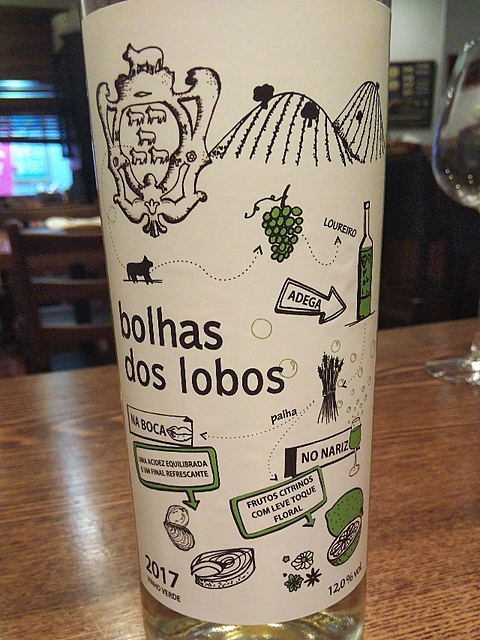 LOUREIRO
ADEGA
bolhas
dos lobos
palha
NA BOCA
NO NARIZ
UMA ACIDEZ EQUILIBRADA
E UM FINAL REFRESCANTE
FRUTOS CITRINOS
COM LEVE TOQUE
FLORAL
2017
VINHO VERDE
12,0% vol.